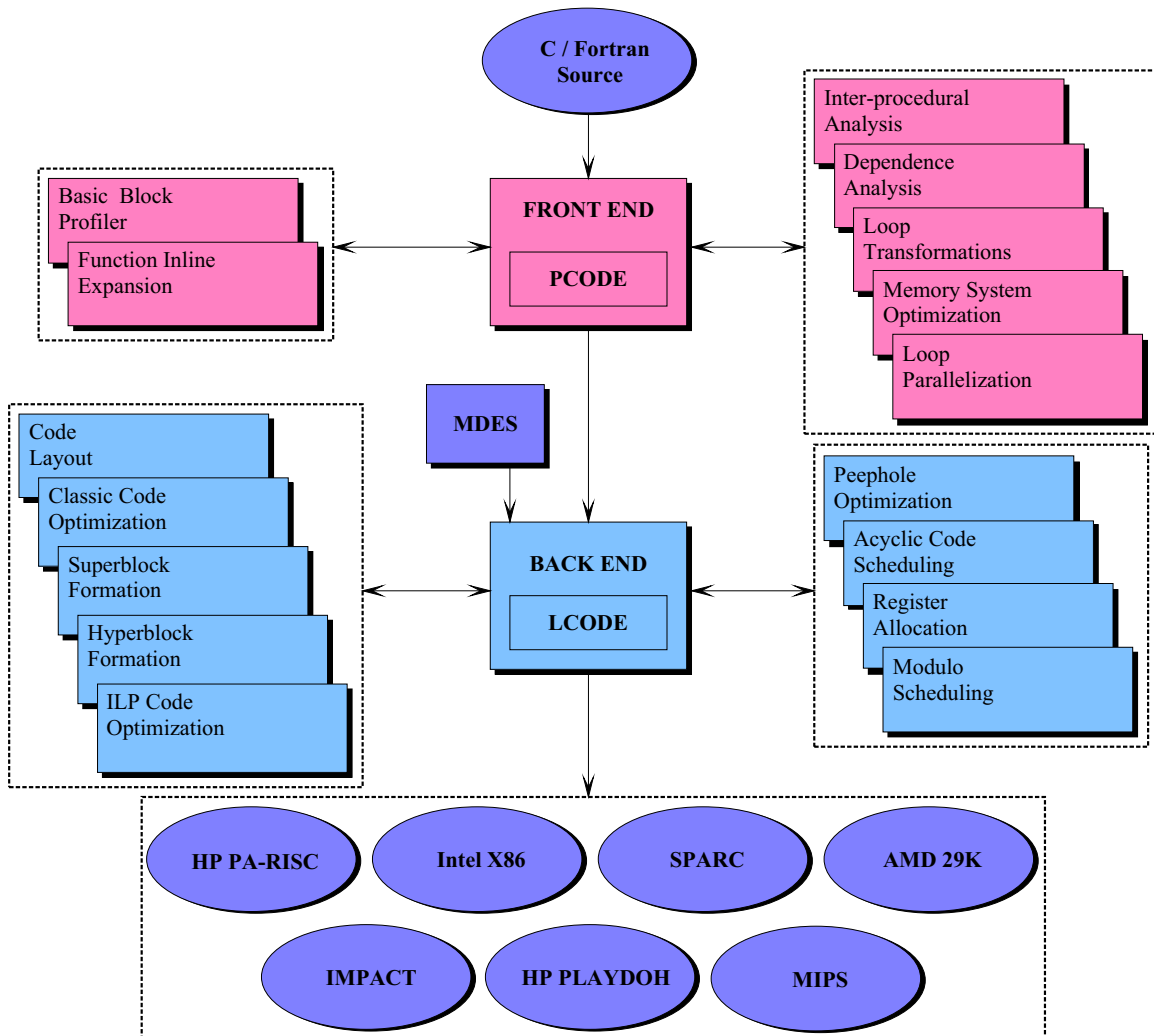 C / Fortran
Source
Inter-procedural
Analysis
Dependence
Analysis
Loop
Transformations
Memory System
Optimization
Loop
Parallelization
Basic Block
Profiler
Function Inline
Expansion
FRONT END
PCODE
MDES
Code
Layout
Classic Code
Optimization
Superblock
Formation
Hyperblock
Formation
ILP Code
Optimization
BACK END
LCODE
Peephole
Optimization
Acyclic Code
Scheduling
Register
Allocation
Modulo
Scheduling
HP PA-RISC
Intel X86
SPARC
AMD 29K
IMPACT
HP PLAYDOH
MIPS